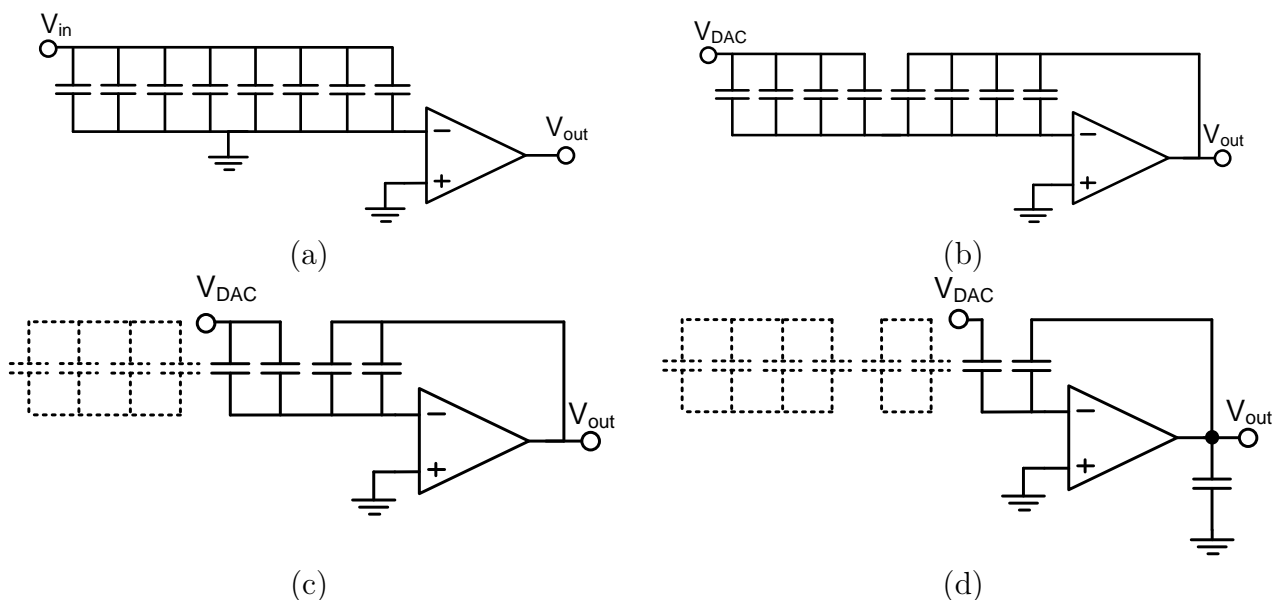 V_in
V_out
(a)
V_DAC
V_out
(b)
V_DAC
V_out
(c)
V_DAC
V_out
(d)